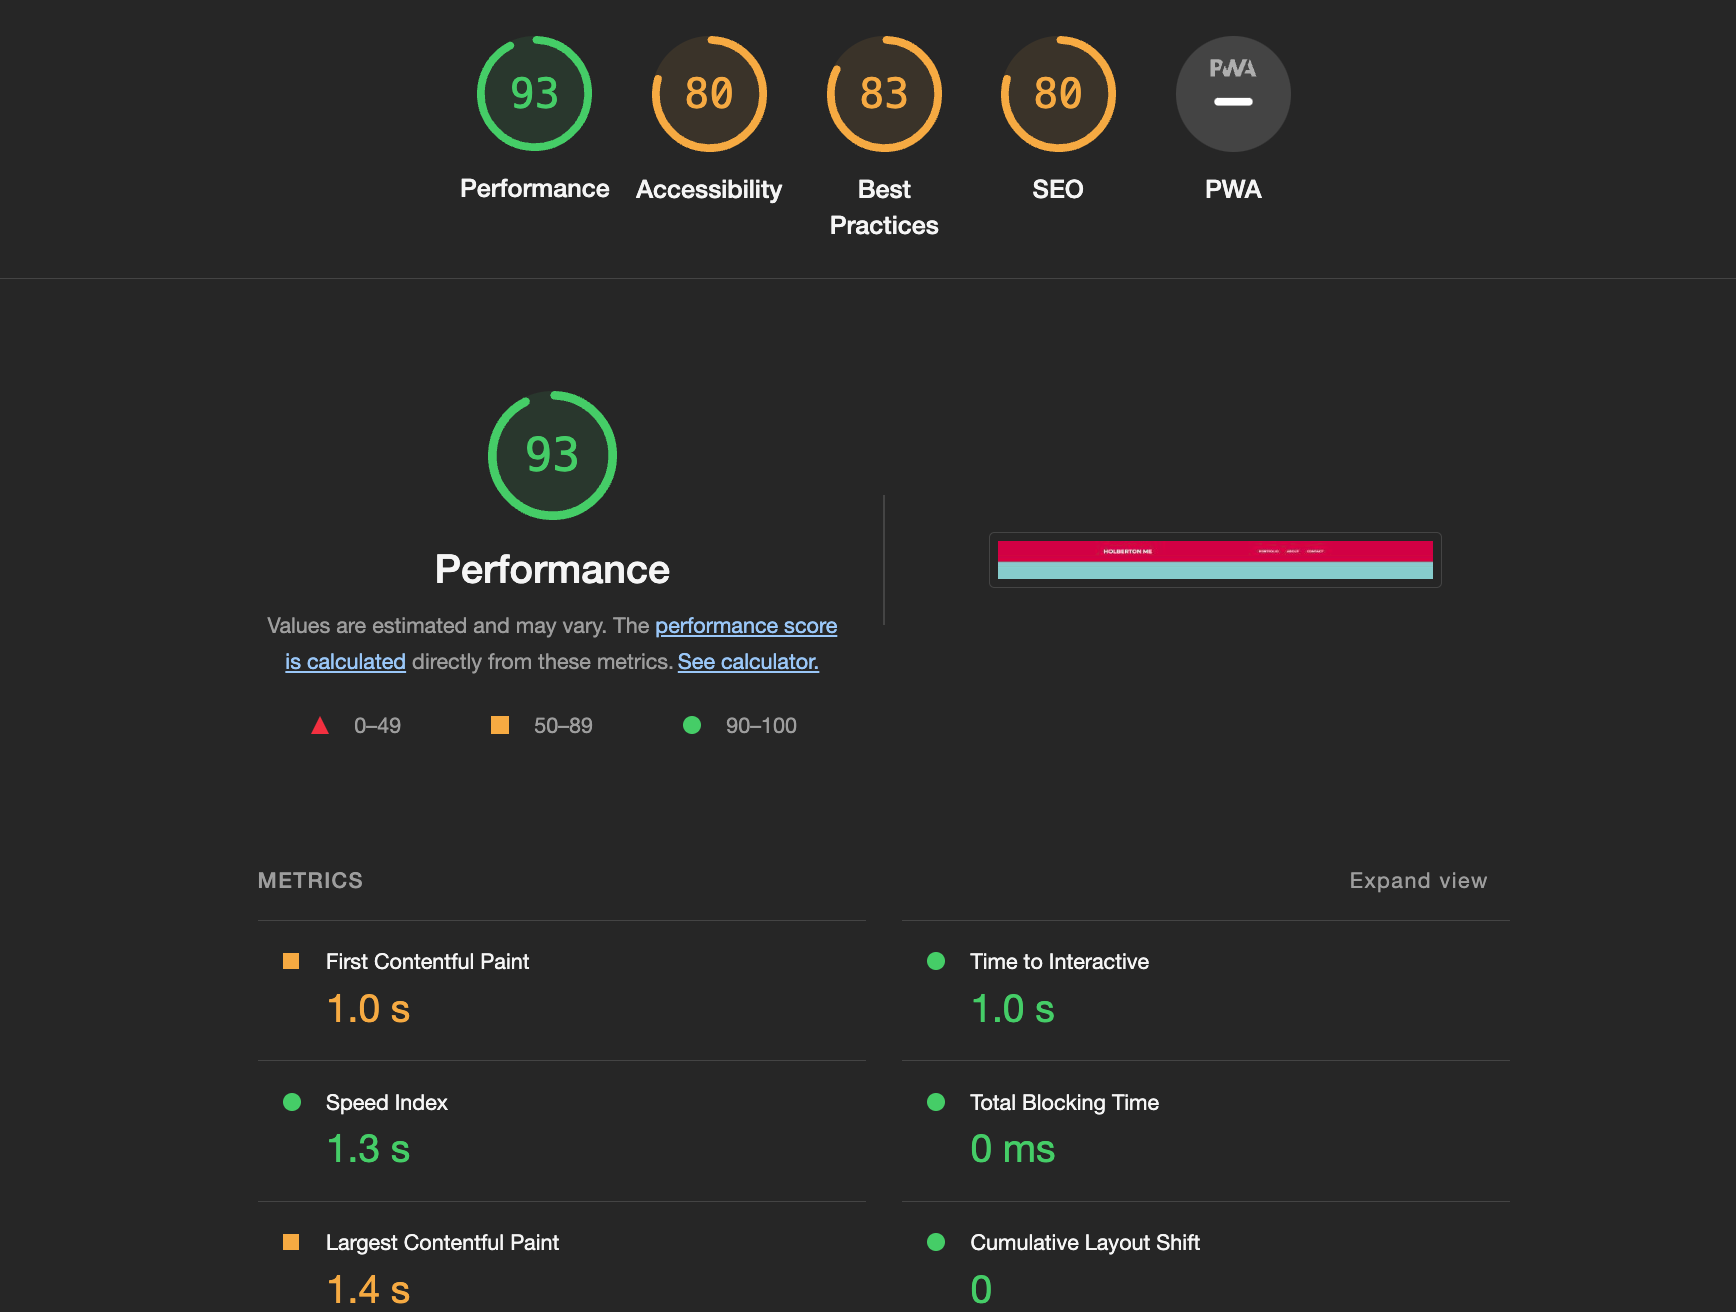 93
80
83
80
PWA
Performance
Accessibility
Best
Practices
SEO
PWA
93
Performance
Values are estimated and may vary. The performance score
is calculated directly from these metrics. See calculator.
0–49
50–89
90–100
HOLBERTON ME
PORTFOLIO ABOUT CONTACT
METRICS
Expand view
First Contentful Paint
1.0 s
Time to Interactive
1.0 s
Speed Index
1.3 s
Total Blocking Time
0 ms
Largest Contentful Paint
1.4 s
Cumulative Layout Shift
0